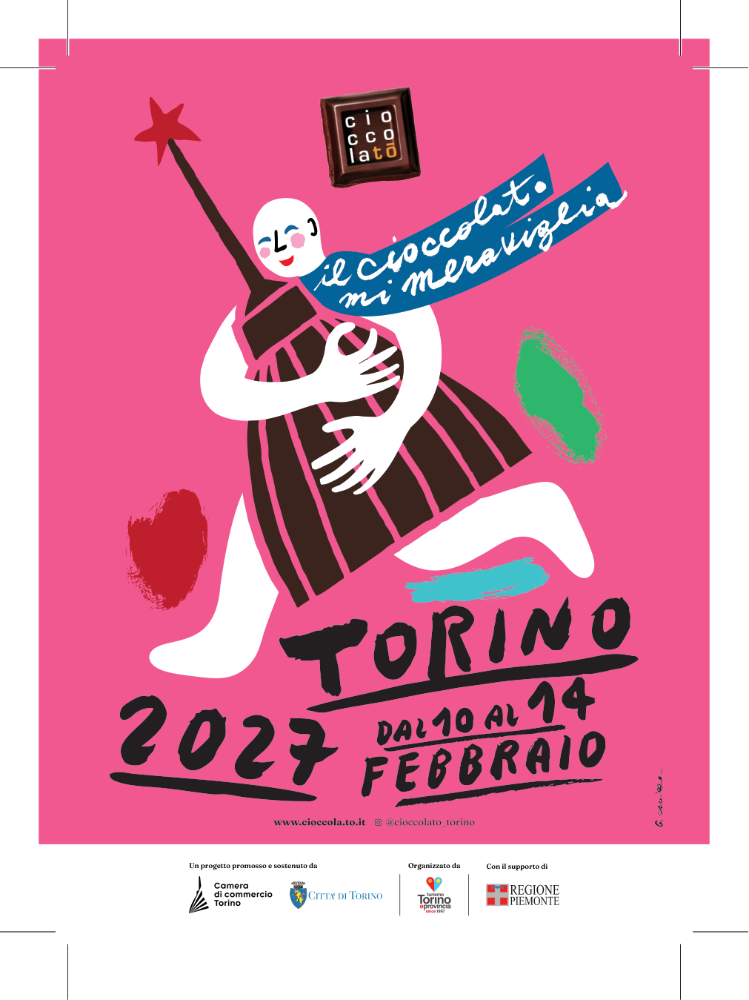 cio
cco
latō
il cioccolato
mi meraviglia
TORINO
2027
DAL 10 AL 14
FEBBRAIO
www.cioccola.to.it @cioccolato_torino
Un progetto promosso e sostenuto da
Camera
di commercio
Torino
CITTA' DI TORINO
Organizzato da
turismo
Torino
eprovincia
since 1997
Con il supporto di
REGIONE
PIEMONTE